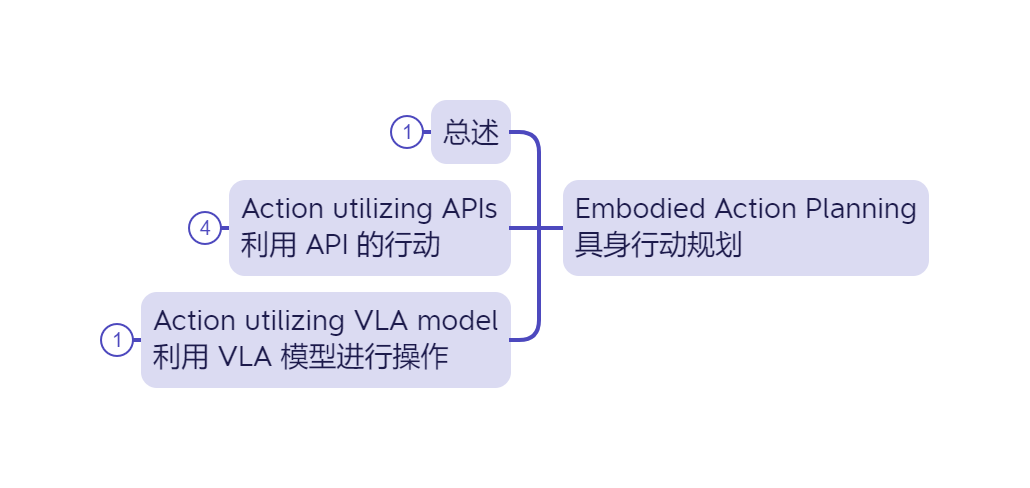 1
总述
4
Action utilizing APIs
利用 API 的行动
Embodied Action Planning
具身行动规划
1
Action utilizing VLA model
利用 VLA 模型进行操作